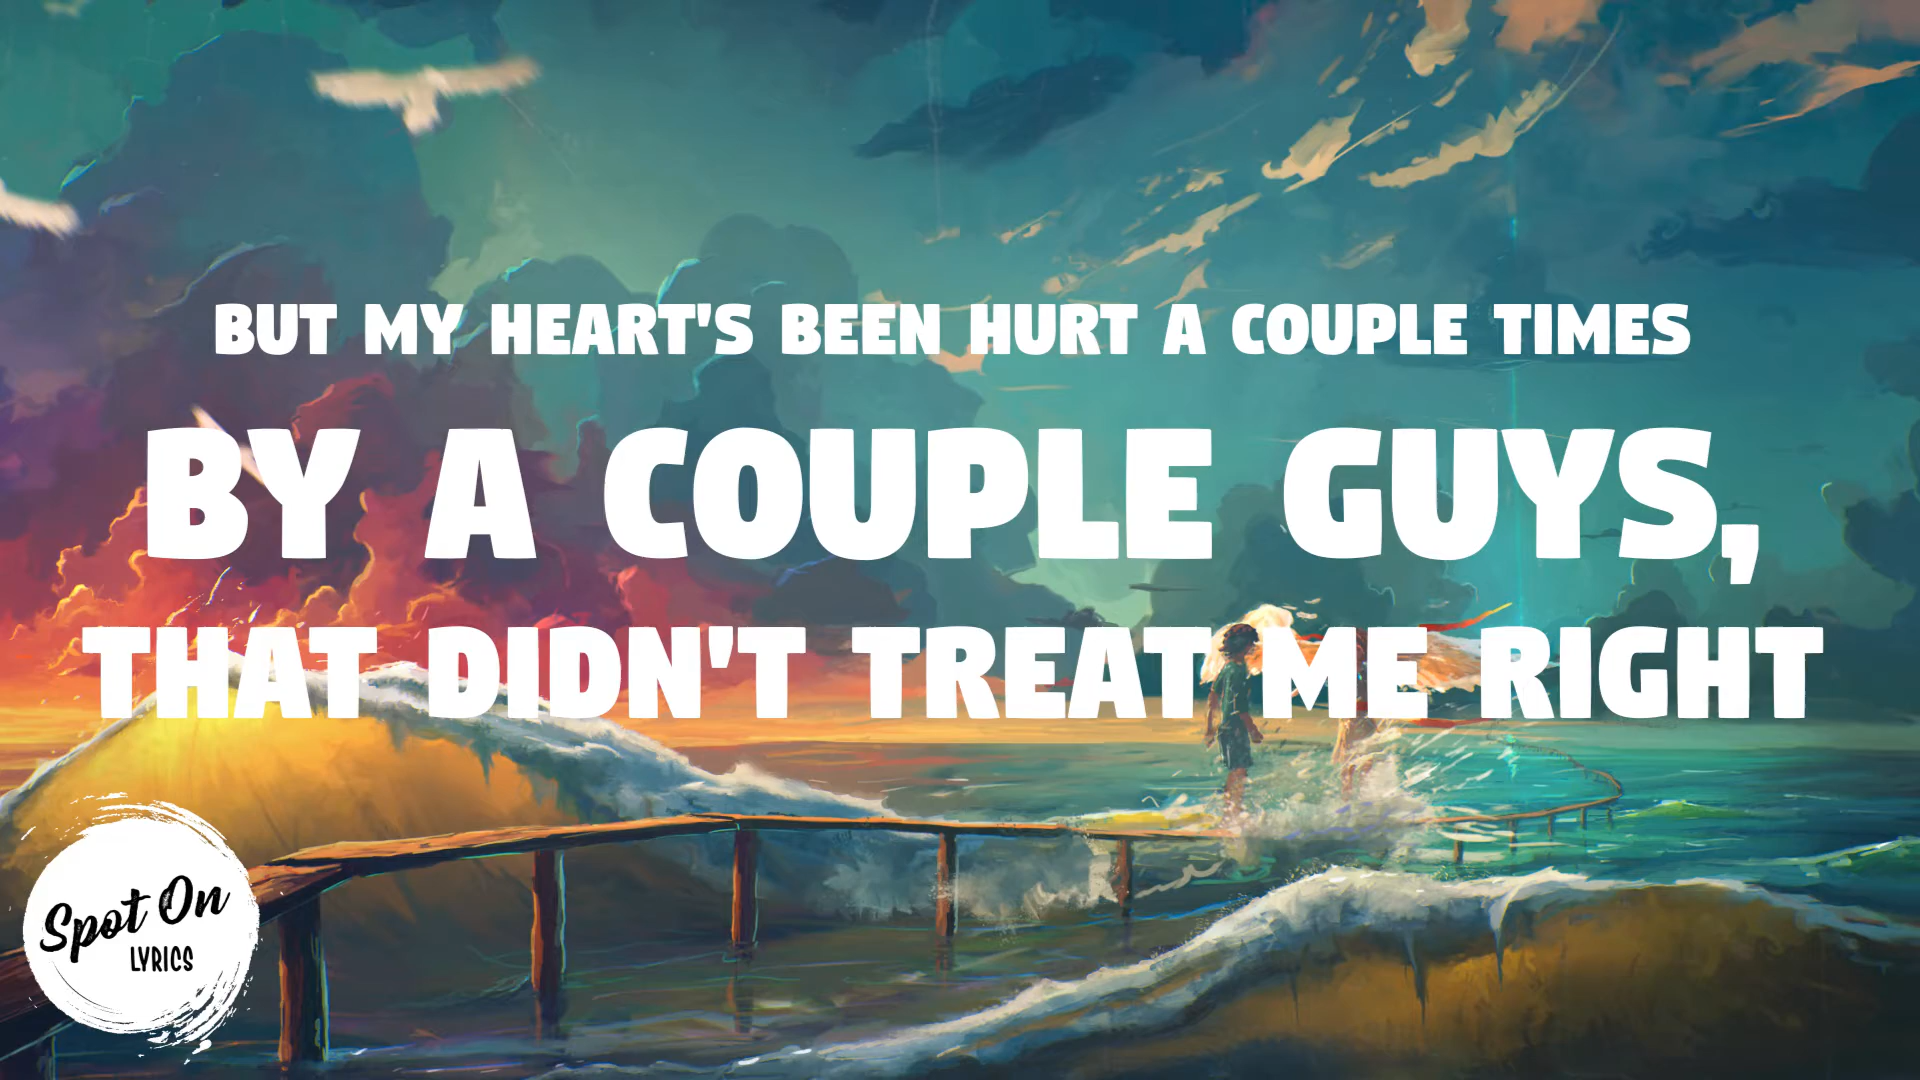 BUT MY HEART'S BEEN HURT A COUPLE TIMES
BY A COUPLE GUYS,
THAT DIDN'T TREAT ME RIGHT
Spot On
LYRICS